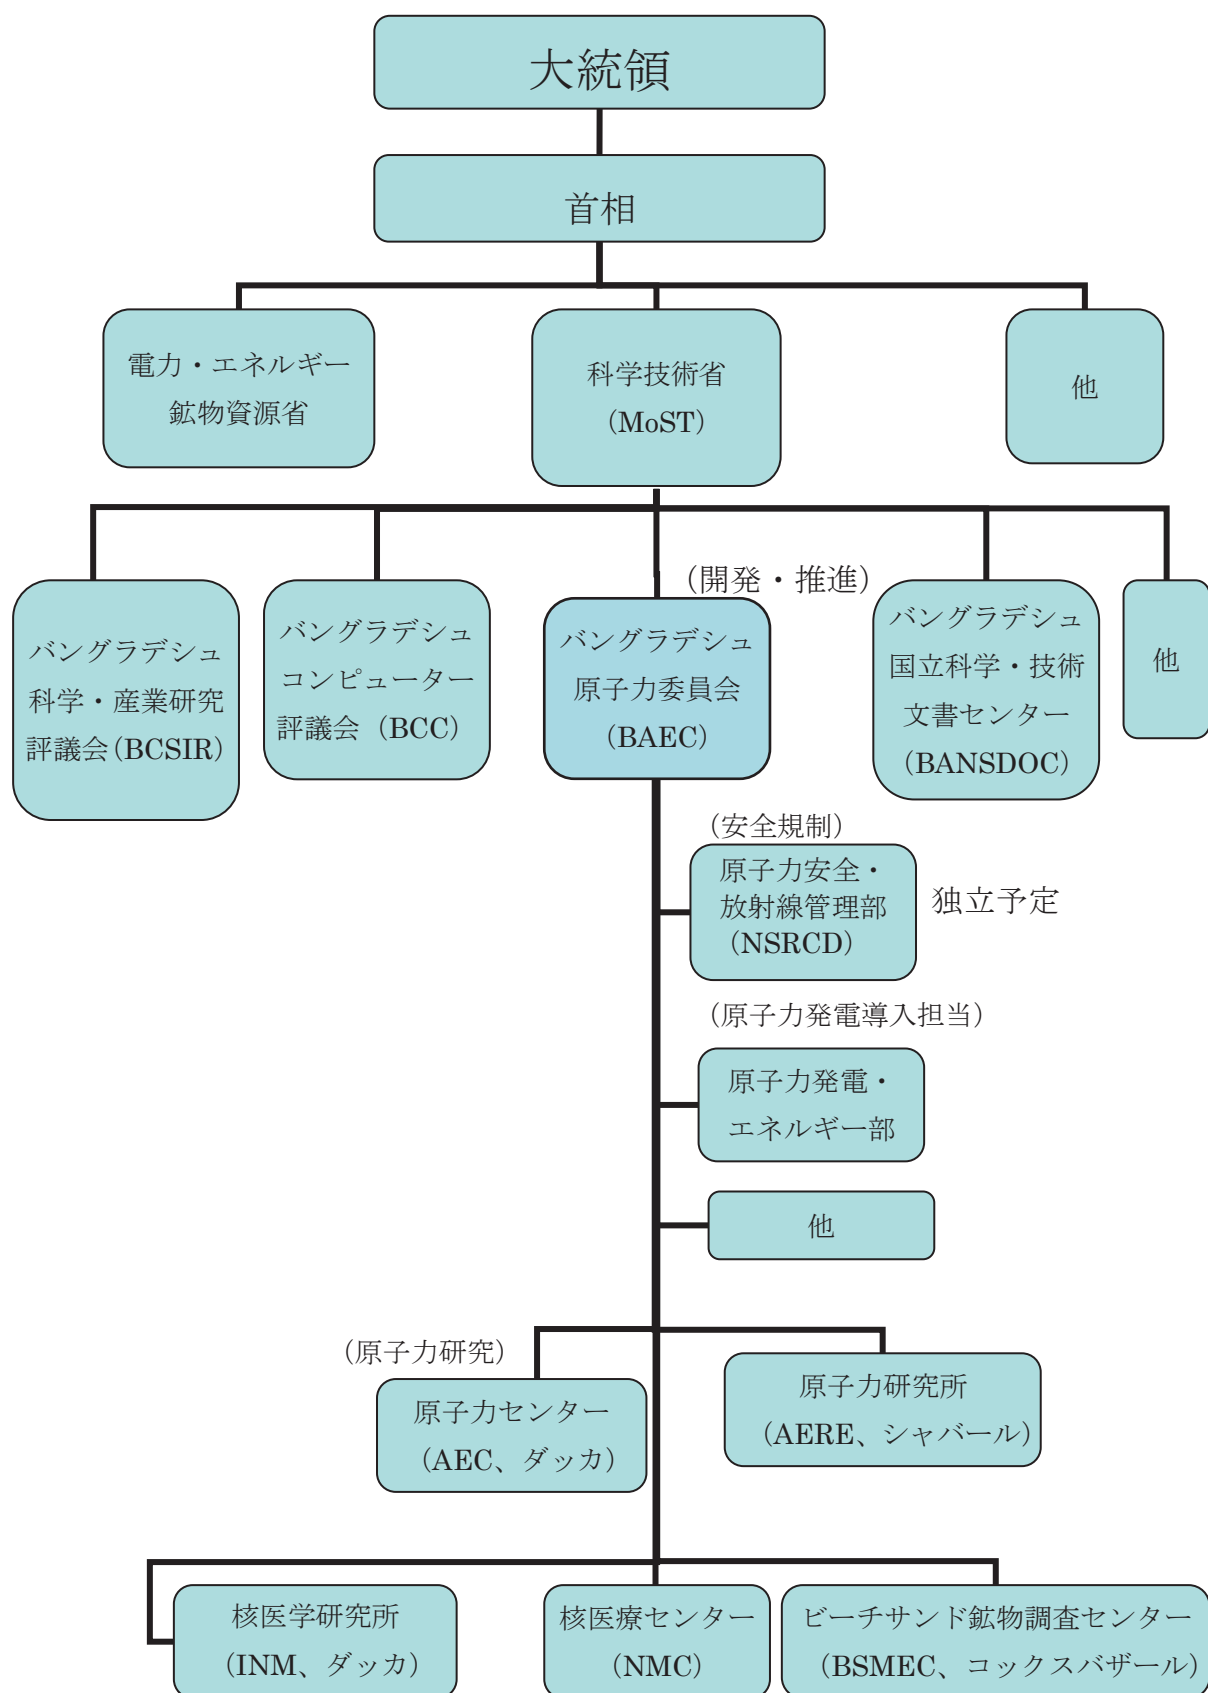 大統領
首相
電力・エネルギー
鉱物資源省
科学技術省
(MoST)
他
(開発・推進)
バングラデシュ
科学・産業研究
評議会(BCSIR)
バングラデシュ
コンピューター
評議会（BCC）
バングラデシュ
原子力委員会
(BAEC)
バングラデシュ
国立科学・技術
文書センター
(BANSDOC)
他
(安全規制)
原子力安全・
放射線管理部
(NSRCD)
独立予定
(原子力発電導入担当)
原子力発電・
エネルギー部
他
(原子力研究)
原子力センター
(AEC、ダッカ)
原子力研究所
(AERE、シャバール)
核医学研究所
(INM、ダッカ)
核医療センター
(NMC)
ビーチサンド鉱物調査センター
(BSMEC、コックスバザール)